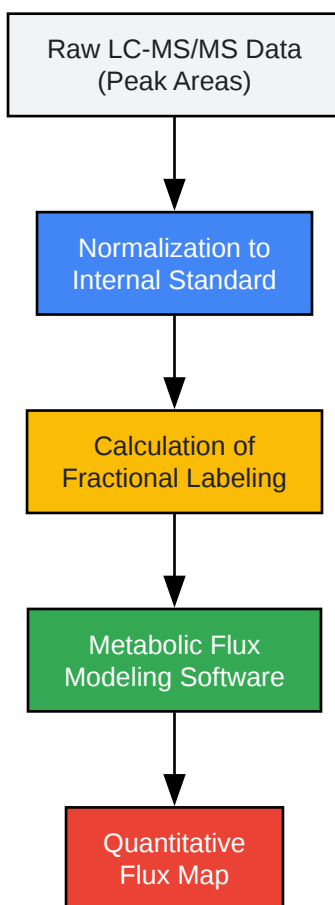 Raw LC-MS/MS Data
(Peak Areas)
Normalization to
Internal Standard
Calculation of
Fractional Labeling
Metabolic Flux
Modeling Software
Quantitative
Flux Map